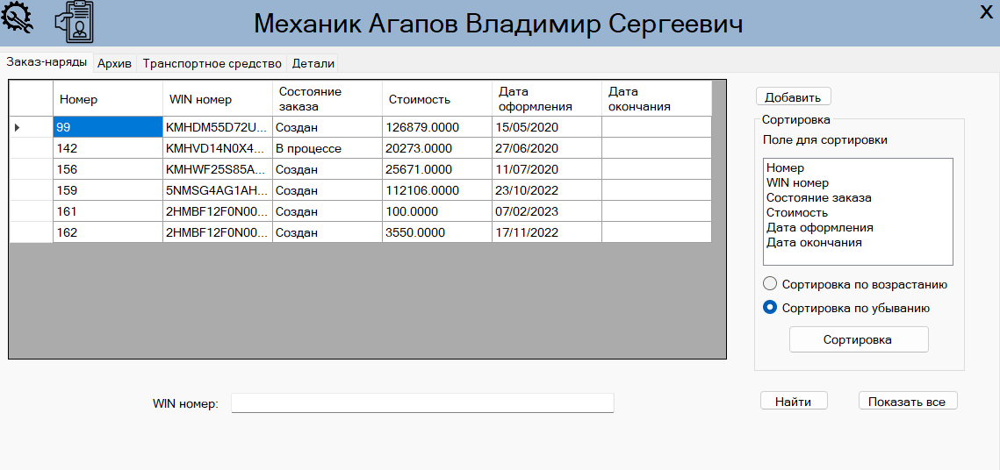 Механик Агапов Владимир Сергеевич
X
Заказ-наряды Архив Транспортное средство Детали
Номер WIN номер Состояние заказа Стоимость Дата оформления Дата окончания
99 KMHDM55D72U... Создан 126879.0000 15/05/2020
142 KMHVD14N0X4... В процессе 20273.0000 27/06/2020
156 KMHWF25S85A... Создан 25671.0000 11/07/2020
159 5NMSG4AG1AH... Создан 112106.0000 23/10/2022
161 2HMBF12F0N00... Создан 100.0000 07/02/2023
162 2HMBF12F0N00... Создан 3550.0000 17/11/2022
Добавить
Сортировка
Поле для сортировки
Номер
WIN номер
Состояние заказа
Стоимость
Дата оформления
Дата окончания
Сортировка по возрастанию
Сортировка по убыванию
Сортировка
WIN номер:
Найти Показать все